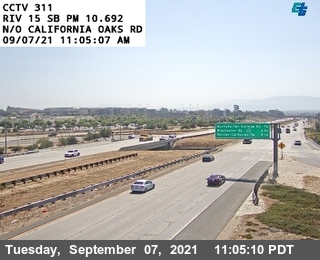 CCTV 311
RIV 15 SB PM 10.692
N/O CALIFORNIA OAKS RD
09/07/21 11:05:07 AM
Tuesday, September 07, 2021 11:05:10 PDT